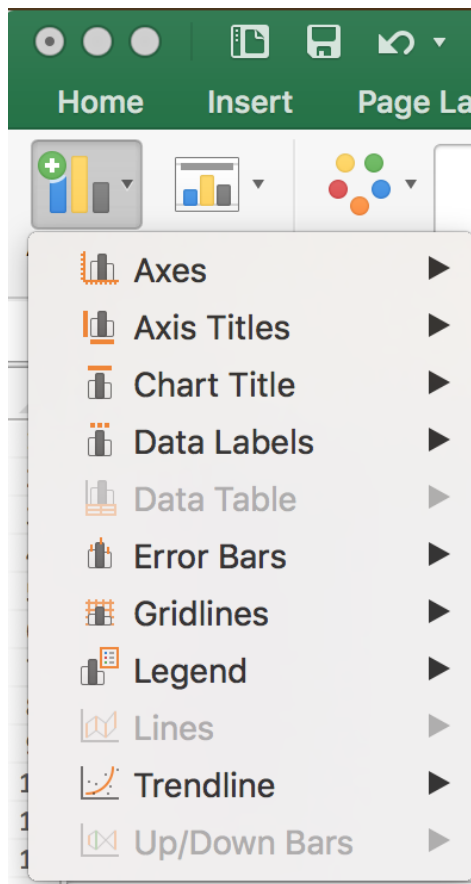 Home Insert Page La
Axes
Axis Titles
Chart Title
Data Labels
Data Table
Error Bars
Gridlines
Legend
Lines
Trendline
Up/Down Bars